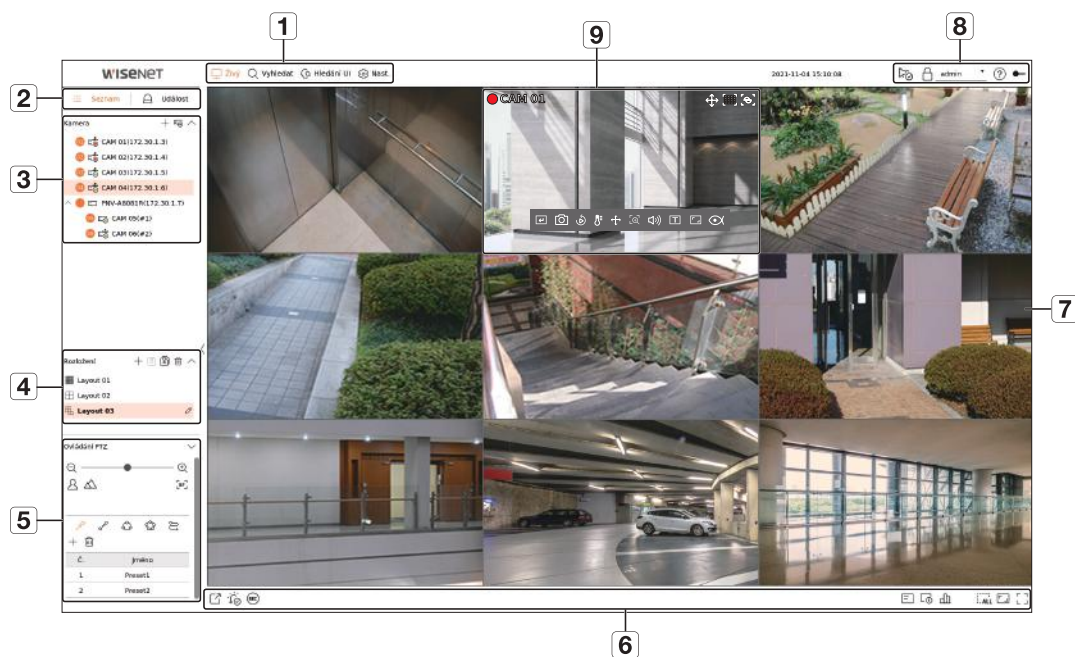 1
9
8
WISENET
Živý Vyhledat Hledání UI Nast.
2021-11-04 15:10:08
admin
2
Seznam Událost
CAM 01
Kamera
3
CAM 01(172.30.1.3)
CAM 02(172.30.1.4)
CAM 03(172.30.1.5)
CAM 04(172.30.1.6)
PNV-A80819(172.30.1.T)
CAM 05(#1)
CAM 06(#2)
T
7
Rozložení
4
Layout 01
Layout 02
Layout 03
Ovládání PTZ
5
Č. Jméno
1 Preset1
2 Preset2
ALL
6